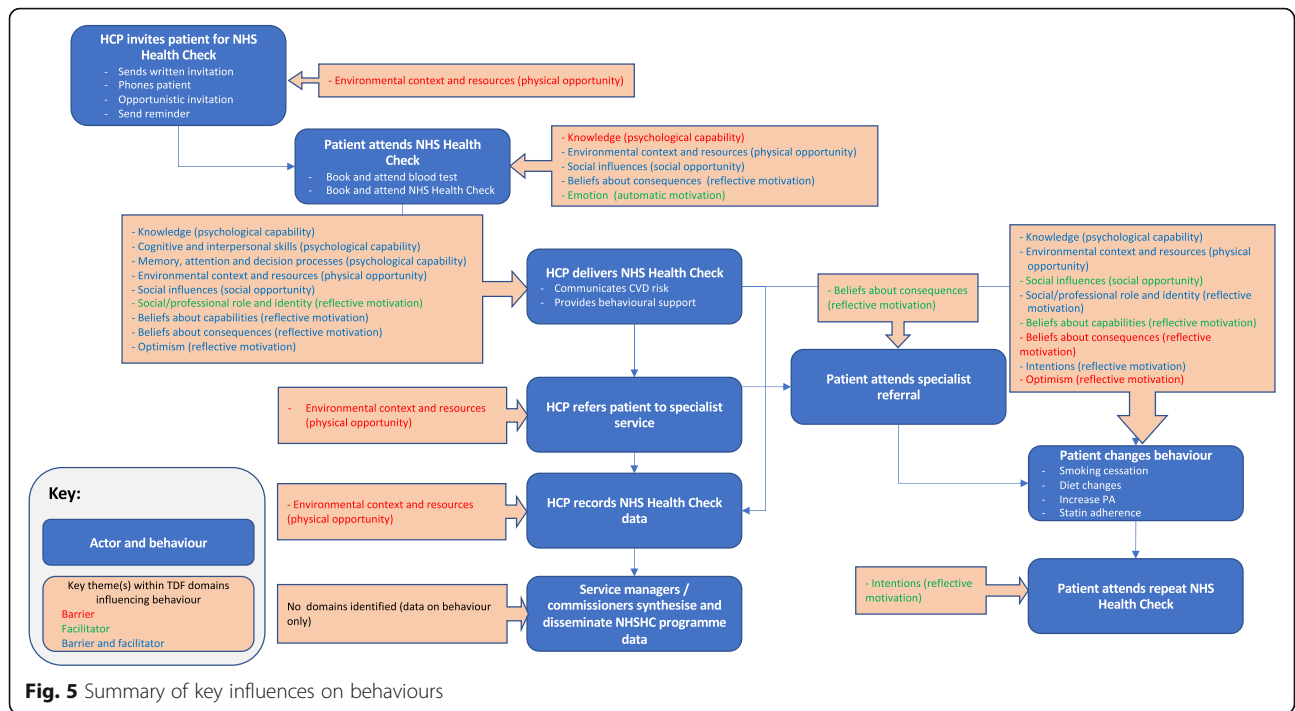 HCP invites patient for NHS
Health Check
- Sends written invitation
- Phones patient
- Opportunistic invitation
- Send reminder
- Environmental context and resources (physical opportunity)
Patient attends NHS Health
Check
- Book and attend blood test
- Book and attend NHS Health Check
- Knowledge (psychological capability)
- Environmental context and resources (physical opportunity)
- Social influences (social opportunity)
- Beliefs about consequences (reflective motivation)
- Emotion (automatic motivation)
- Knowledge (psychological capability)
- Cognitive and interpersonal skills (psychological capability)
- Memory, attention and decision processes (psychological capability)
- Environmental context and resources (physical opportunity)
- Social influences (social opportunity)
- Social/professional role and identity (reflective motivation)
- Beliefs about capabilities (reflective motivation)
- Beliefs about consequences (reflective motivation)
- Optimism (reflective motivation)
HCP delivers NHS Health Check
- Communicates CVD risk
- Provides behavioural support
- Beliefs about consequences
(reflective motivation)
- Knowledge (psychological capability)
- Environmental context and resources (physical
opportunity)
- Social influences (social opportunity)
- Social/professional role and identity (reflective
motivation)
- Beliefs about capabilities (reflective motivation)
- Beliefs about consequences (reflective
motivation)
- Intentions (reflective motivation)
- Optimism (reflective motivation)
Patient attends specialist
referral
- Environmental context and resources
(physical opportunity)
HCP refers patient to specialist
service
Patient changes behaviour
- Smoking cessation
- Diet changes
- Increase PA
- Statin adherence
- Environmental context and resources
(physical opportunity)
HCP records NHS Health Check
data
No domains identified (data on behaviour
only)
Service managers /
commissioners synthesise and
disseminate NHSHC programme
data
- Intentions (reflective
motivation)
Patient attends repeat NHS
Health Check
Key:
Actor and behaviour
Key theme(s) within TDF domains
influencing behaviour
Barrier
Facilitator
Barrier and facilitator
Fig. 5 Summary of key influences on behaviours